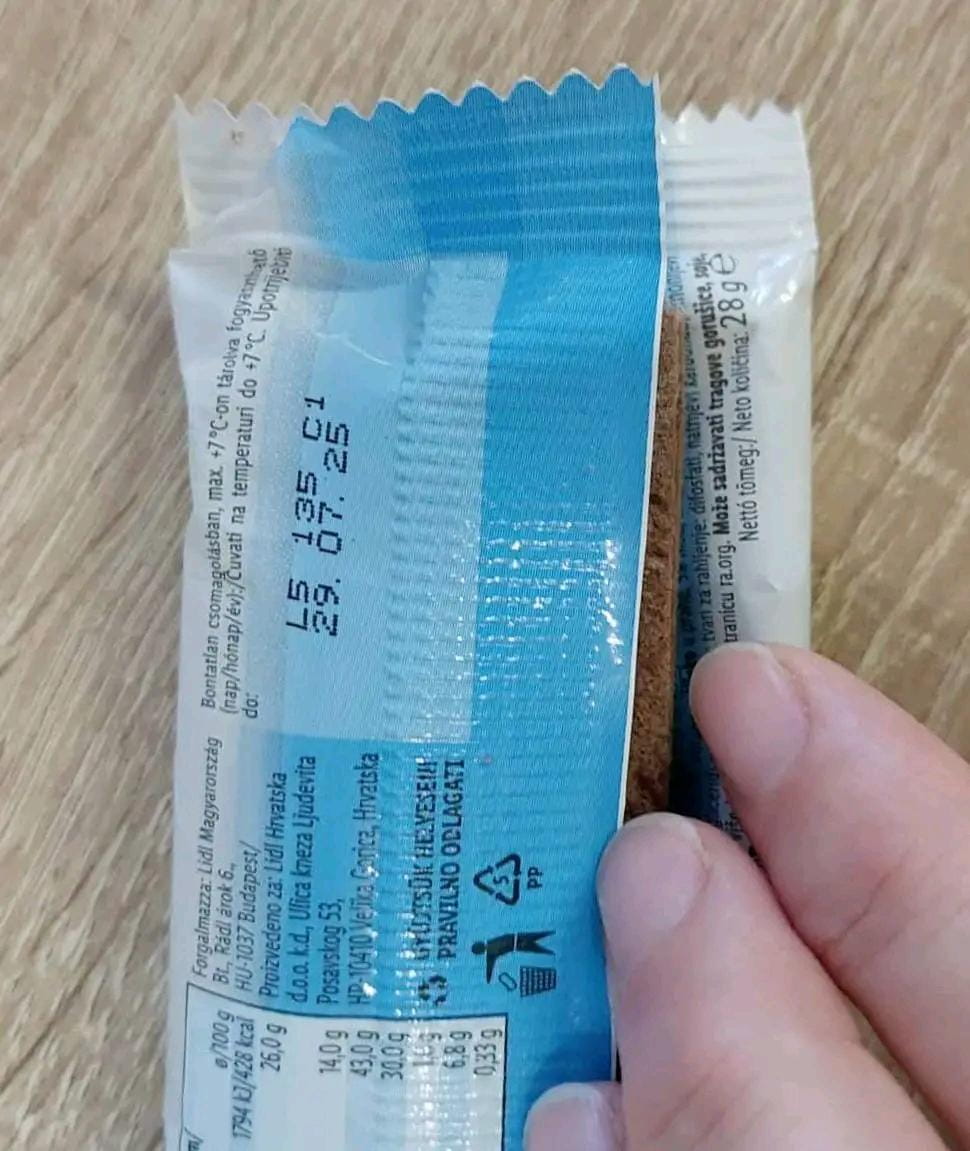 Bontatlan csomagolásban, max. +7°C-on tárolva fogyasztható
(nap/hónap/év):/Čuvati na temperaturi do +7°C. Upotrijebiti
do:
L5 135 C1
29. 07. 25
Forgalmazza: Lidl Magyarország
Bt., Rádl árok 6.,
HU-1037 Budapest/
Proizvedeno za: Lidl Hrvatska
d.o.o. k.d., Ulica kneza Ljudevita
Posavskog 53,
HR-10410 Velika Gorica, Hrvatska
GYŰJTSÜK HELYESEN!
PRAVILNO ODLAGATI
5
PP
ø/100g
1794 kJ/428 kcal
26,0 g
14,0 g
43,0 g
30,0 g
6,8 g
0,33 g
tvari za rahljenje: difosfati, natrijevi
tranicu ra.org. Može sadržavati tragove gorušice, soje
Nettó tömeg:/ Neto količina: 28 g e